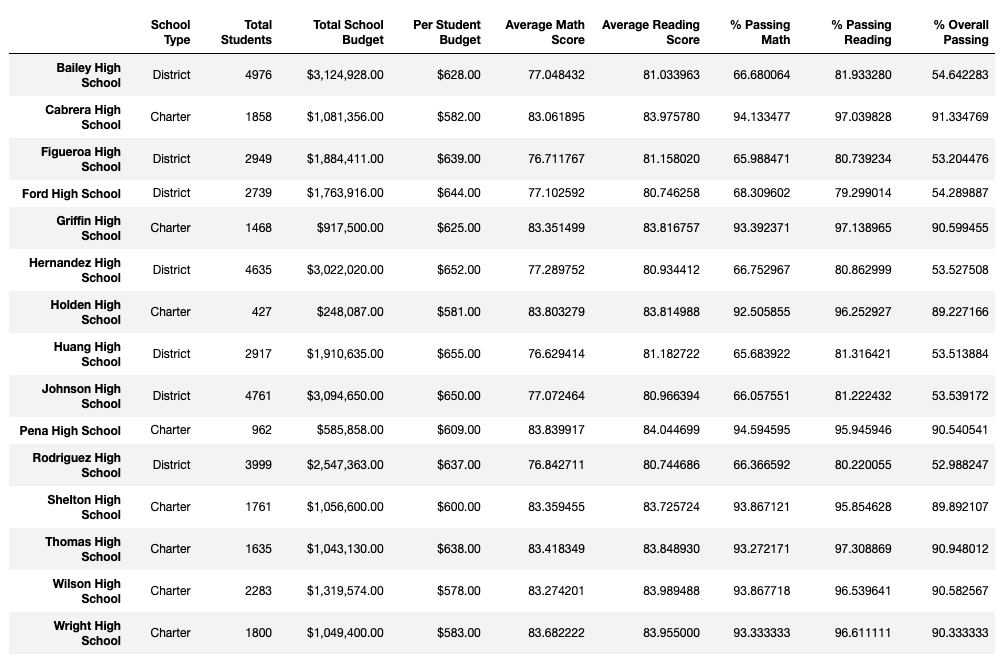 School Type Total Students Total School Budget Per Student Budget Average Math Score Average Reading Score % Passing Math % Passing Reading % Overall Passing
Bailey High School District 4976 $3,124,928.00 $628.00 77.048432 81.033963 66.680064 81.933280 54.642283
Cabrera High School Charter 1858 $1,081,356.00 $582.00 83.061895 83.975780 94.133477 97.039828 91.334769
Figueroa High School District 2949 $1,884,411.00 $639.00 76.711767 81.158020 65.988471 80.739234 53.204476
Ford High School District 2739 $1,763,916.00 $644.00 77.102592 80.746258 68.309602 79.299014 54.289887
Griffin High School Charter 1468 $917,500.00 $625.00 83.351499 83.816757 93.392371 97.138965 90.599455
Hernandez High School District 4635 $3,022,020.00 $652.00 77.289752 80.934412 66.752967 80.862999 53.527508
Holden High School Charter 427 $248,087.00 $581.00 83.803279 83.814988 92.505855 96.252927 89.227166
Huang High School District 2917 $1,910,635.00 $655.00 76.629414 81.182722 65.683922 81.316421 53.513884
Johnson High School District 4761 $3,094,650.00 $650.00 77.072464 80.966394 66.057551 81.222432 53.539172
Pena High School Charter 962 $585,858.00 $609.00 83.839917 84.044699 94.594595 95.945946 90.540541
Rodriguez High School District 3999 $2,547,363.00 $637.00 76.842711 80.744686 66.366592 80.220055 52.988247
Shelton High School Charter 1761 $1,056,600.00 $600.00 83.359455 83.725724 93.867121 95.854628 89.892107
Thomas High School Charter 1635 $1,043,130.00 $638.00 83.418349 83.848930 93.272171 97.308869 90.948012
Wilson High School Charter 2283 $1,319,574.00 $578.00 83.274201 83.989488 93.867718 96.539641 90.582567
Wright High School Charter 1800 $1,049,400.00 $583.00 83.682222 83.955000 93.333333 96.611111 90.333333